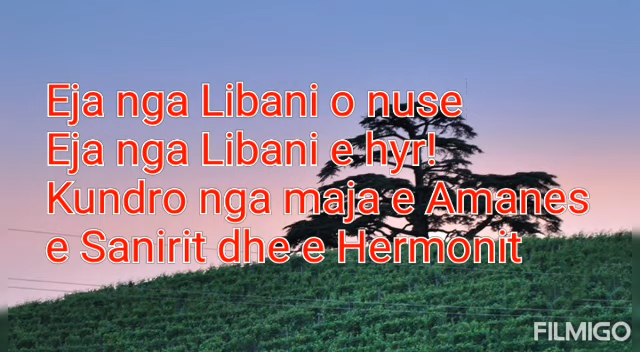 Eja nga Libani o nuse
Eja nga Libani e hyr!
Kundro nga maja e Amanes
e Sanirit dhe e Hermonit
FILMIGO